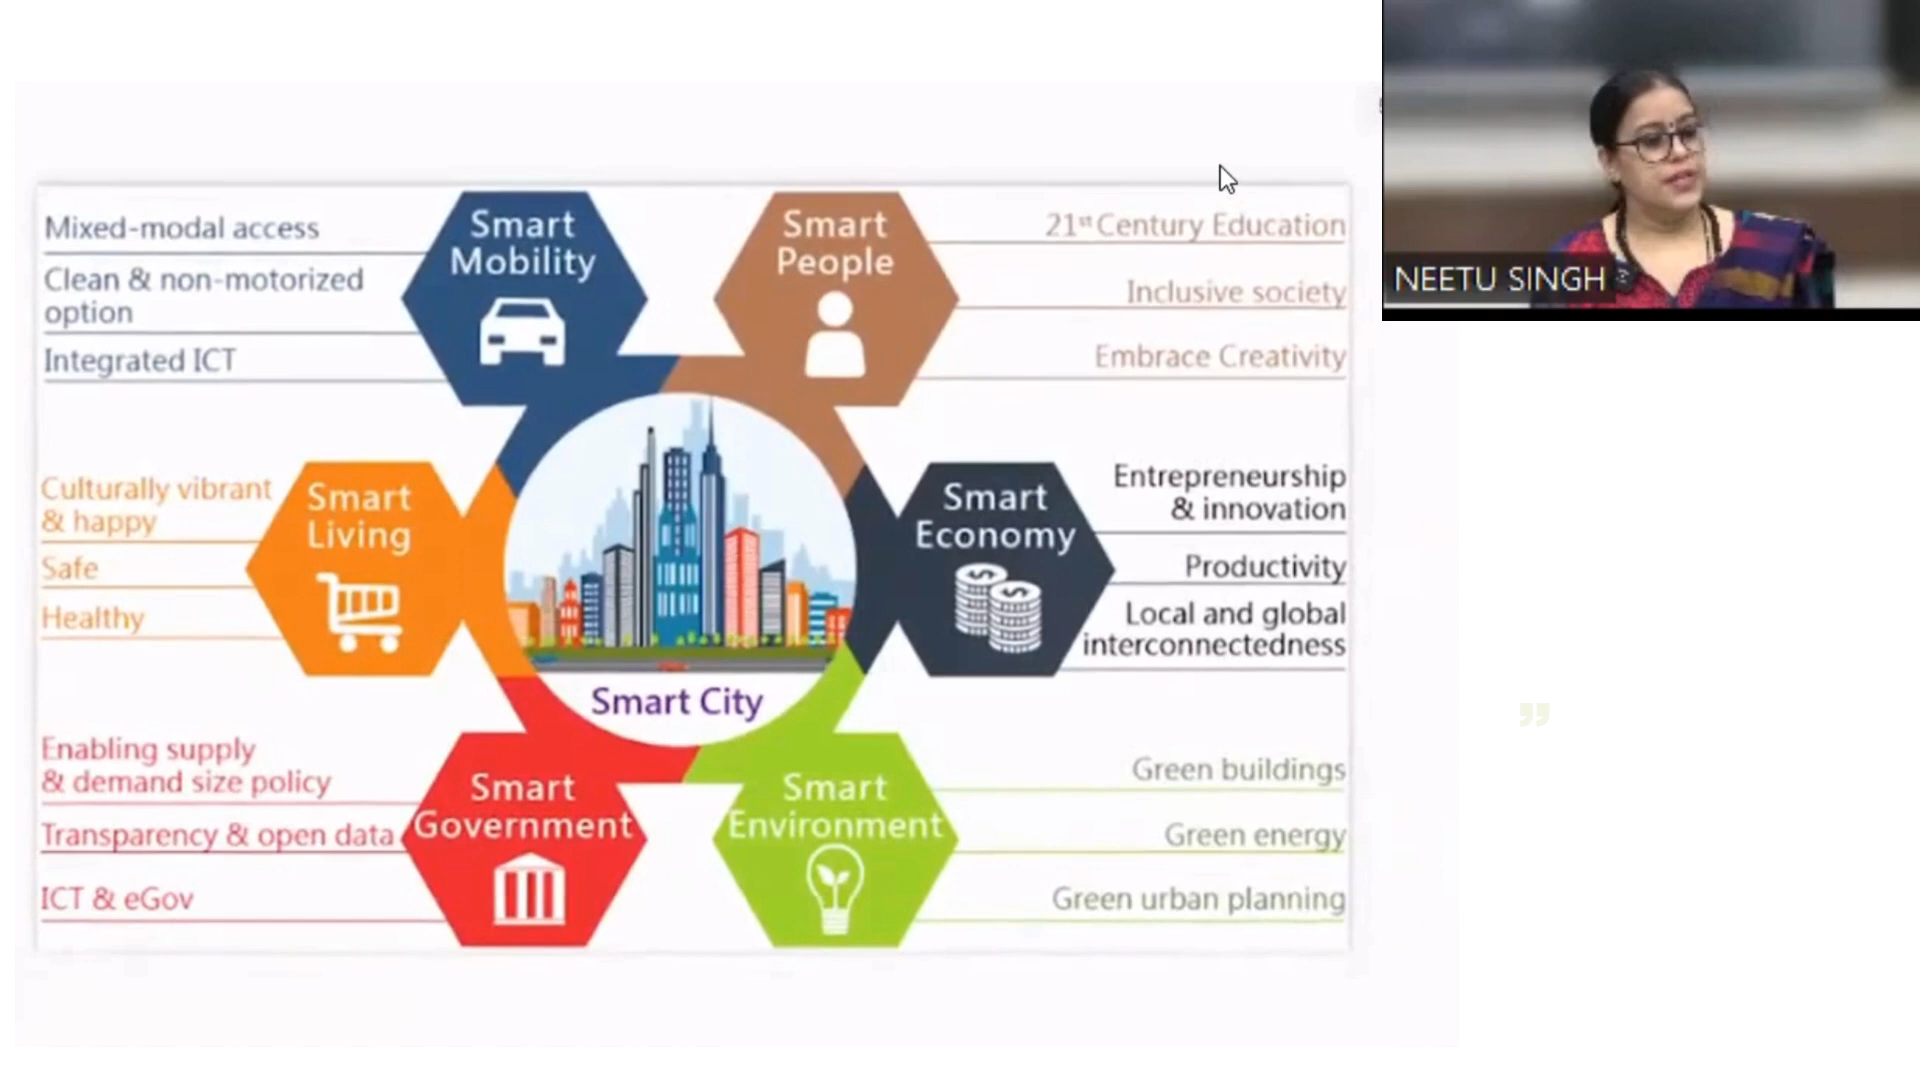 Smart
Mobility
Mixed-modal access
Clean & non-motorized
option
Integrated ICT
Smart
People
21st Century Education
Inclusive society
Embrace Creativity
Smart
Living
Culturally vibrant
& happy
Safe
Healthy
Smart
Economy
Entrepreneurship
& innovation
Productivity
Local and global
interconnectedness
Smart City
Smart
Government
Enabling supply
& demand size policy
Transparency & open data
ICT & eGov
Smart
Environment
Green buildings
Green energy
Green urban planning
NEETU SINGH
”